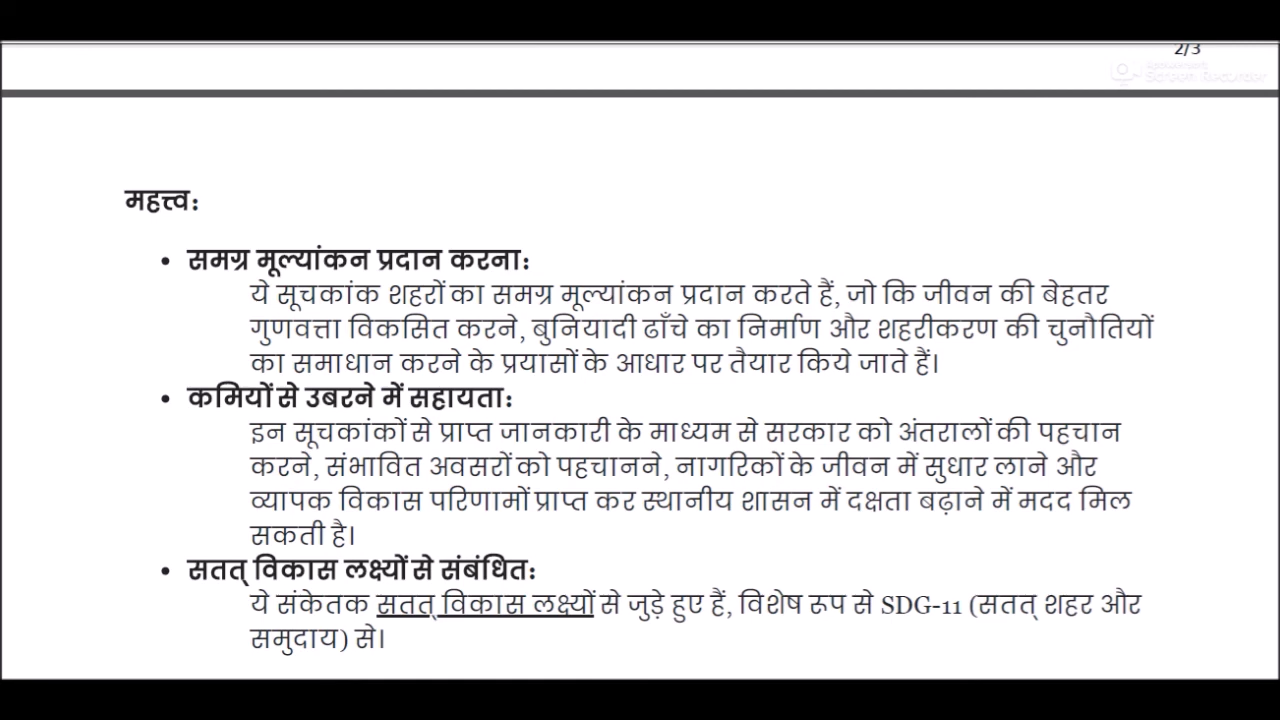 2/3
Screen Recorder
महत्त्व:
• समग्र मूल्यांकन प्रदान करना:
ये सूचकांक शहरों का समग्र मूल्यांकन प्रदान करते हैं, जो कि जीवन की बेहतर
गुणवत्ता विकसित करने, बुनियादी ढाँचे का निर्माण और शहरीकरण की चुनौतियों
का समाधान करने के प्रयासों के आधार पर तैयार किये जाते हैं।
• कमियों से उबरने में सहायता:
इन सूचकांकों से प्राप्त जानकारी के माध्यम से सरकार को अंतरालों की पहचान
करने, संभावित अवसरों को पहचानने, नागरिकों के जीवन में सुधार लाने और
व्यापक विकास परिणामों प्राप्त कर स्थानीय शासन में दक्षता बढ़ाने में मदद मिल
सकती है।
• सतत् विकास लक्ष्यों से संबंधित:
ये संकेतक सतत् विकास लक्ष्यों से जुड़े हुए हैं, विशेष रूप से SDG-11 (सतत् शहर और
समुदाय) से।